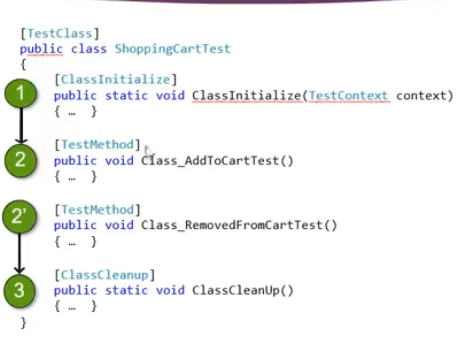 [TestClass]
public class ShoppingCartTest
{
[ClassInitialize]
1 public static void ClassInitialize(TestContext context)
{ … }
[TestMethod]
2 public void Class_AddToCartTest()
{ … }
[TestMethod]
2’ public void Class_RemovedFromCartTest()
{ … }
[ClassCleanup]
3 public static void ClassCleanUp()
{ … }
}